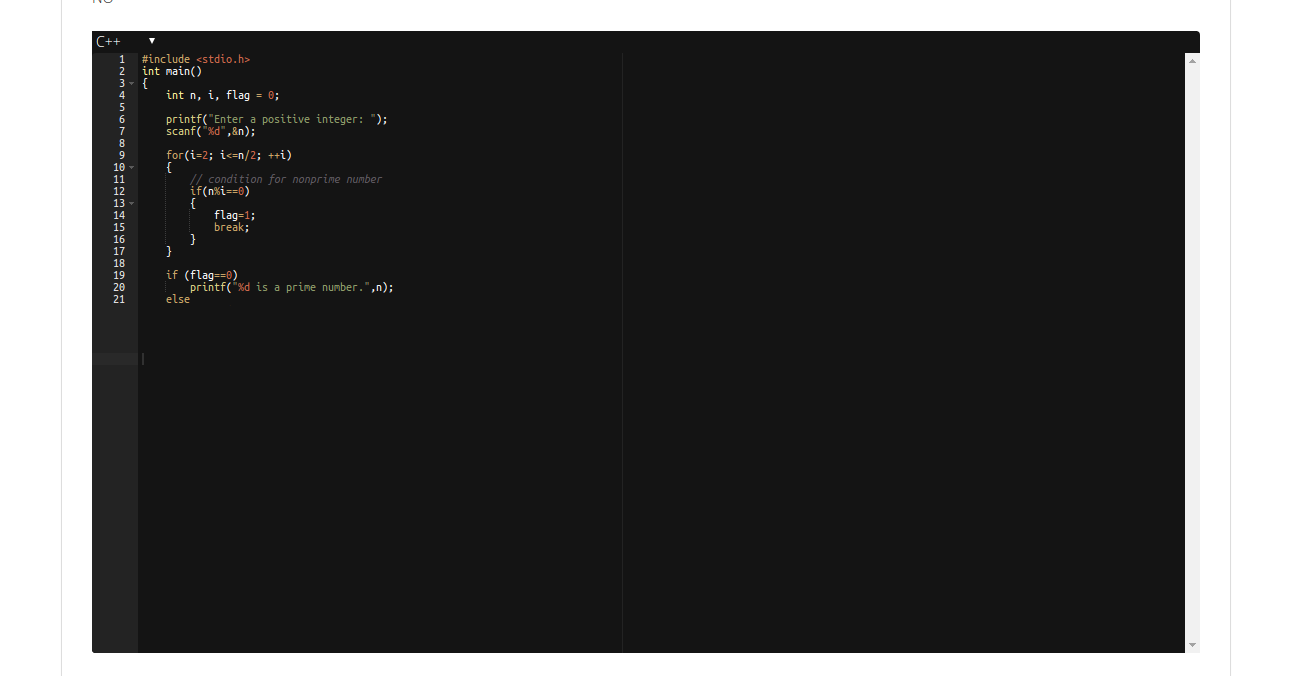 NO
C++ ▼
1 #include <stdio.h>
2 int main()
3 {
4     int n, i, flag = 0;
5
6     printf("Enter a positive integer: ");
7     scanf("%d",&n);
8
9     for(i=2; i<=n/2; ++i)
10     {
11         // condition for nonprime number
12         if(n%i==0)
13         {
14             flag=1;
15             break;
16         }
17     }
18
19     if (flag==0)
20         printf("%d is a prime number.",n);
21     else